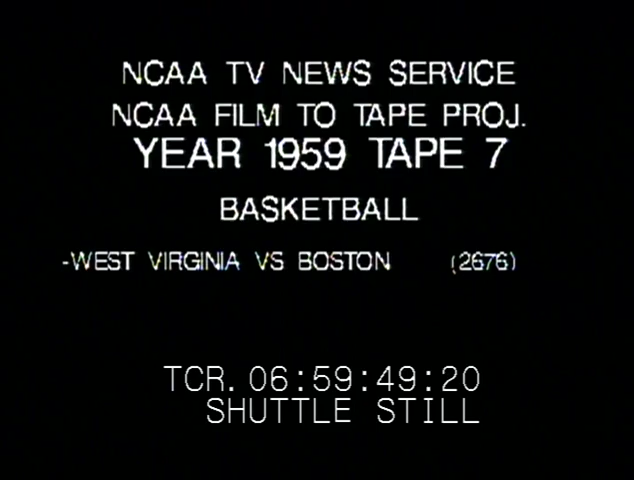 NCAA TV NEWS SERVICE
NCAA FILM TO TAPE PROJ.
YEAR 1959 TAPE 7
BASKETBALL
-WEST VIRGINIA VS BOSTON (2676)
TCR. 06:59:49:20
SHUTTLE STILL